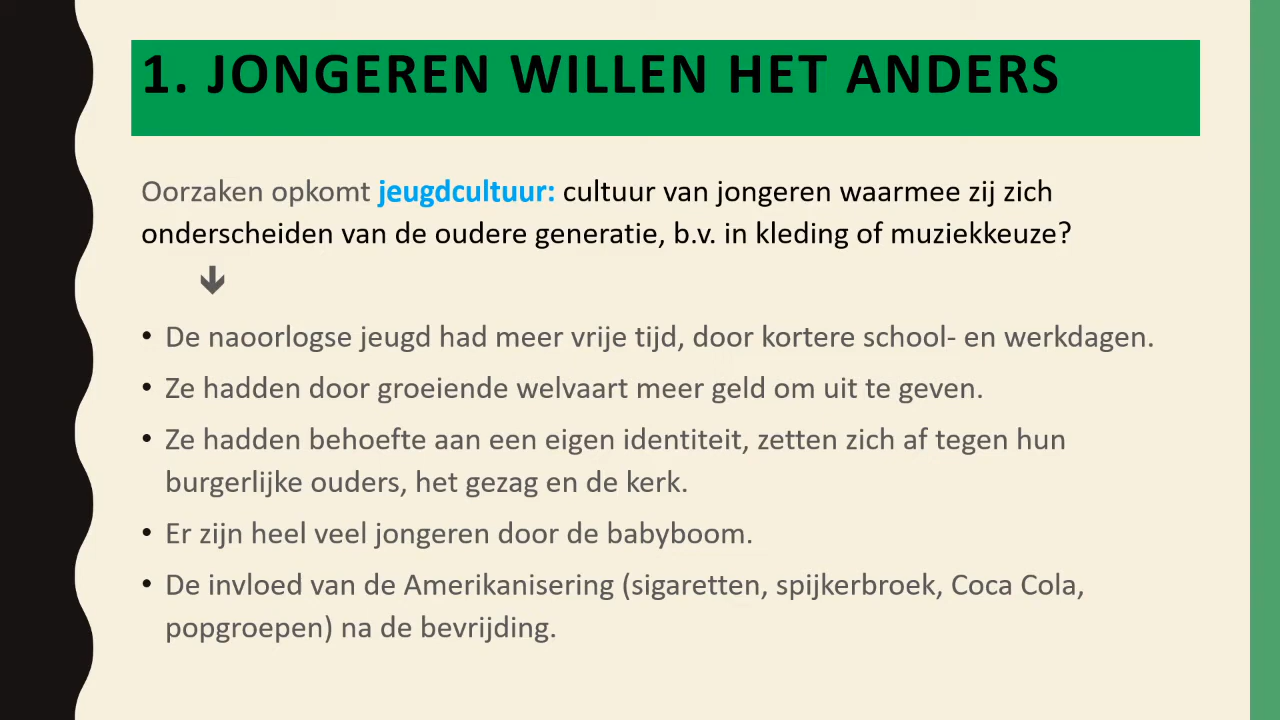 1. JONGEREN WILLEN HET ANDERS
Oorzaken opkomt jeugdcultuur: cultuur van jongeren waarmee zij zich
onderscheiden van de oudere generatie, b.v. in kleding of muziekkeuze?
↓
• De naoorlogse jeugd had meer vrije tijd, door kortere school- en werkdagen.
• Ze hadden door groeiende welvaart meer geld om uit te geven.
• Ze hadden behoefte aan een eigen identiteit, zetten zich af tegen hun
burgerlijke ouders, het gezag en de kerk.
• Er zijn heel veel jongeren door de babyboom.
• De invloed van de Amerikanisering (sigaretten, spijkerbroek, Coca Cola,
popgroepen) na de bevrijding.